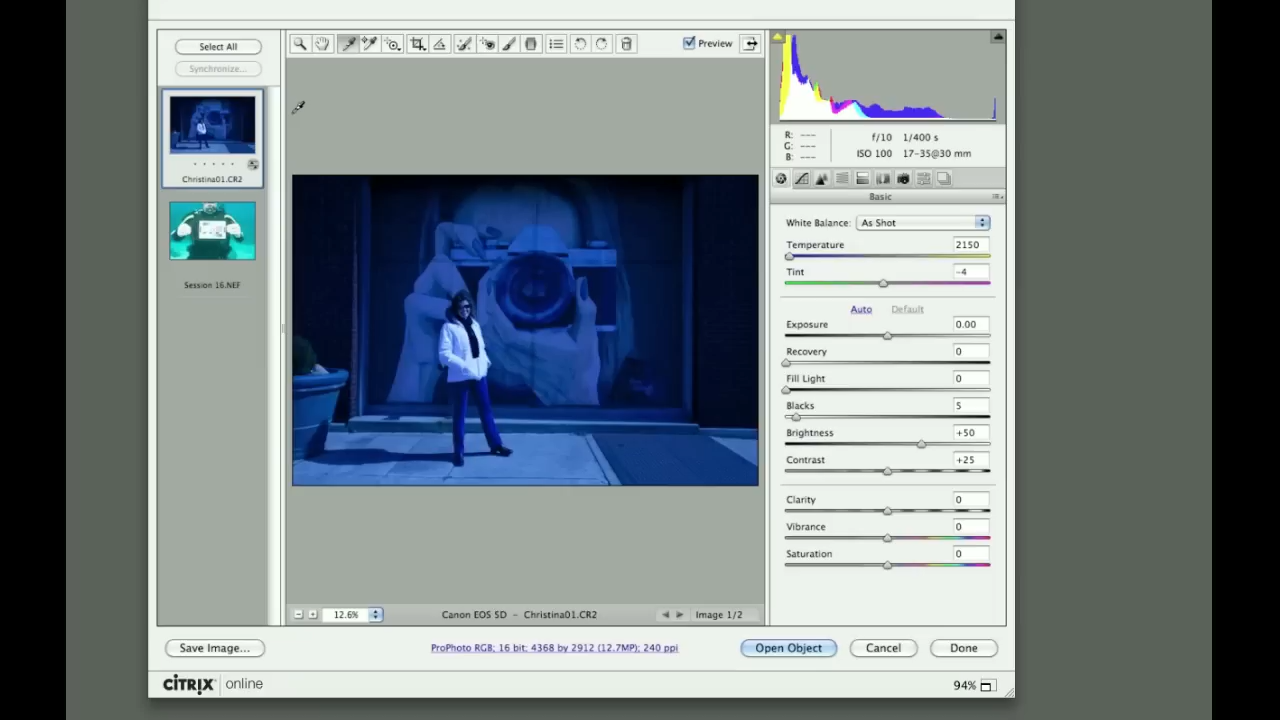 Select All
Synchronize...
Christina01.CR2
Session 16.NEF
Preview
R: ---
G: ---
B: ---
f/10 1/400 s
ISO 100 17-35@30 mm
Basic
White Balance: As Shot
Temperature 2150
Tint -4
Auto Default
Exposure 0.00
Recovery 0
Fill Light 0
Blacks 5
Brightness +50
Contrast +25
Clarity 0
Vibrance 0
Saturation 0
12.6% Canon EOS 5D - Christina01.CR2 Image 1/2
Save Image... ProPhoto RGB; 16 bit; 4368 by 2912 (12.7MP); 240 ppi Open Object Cancel Done
CITRIX online 94%